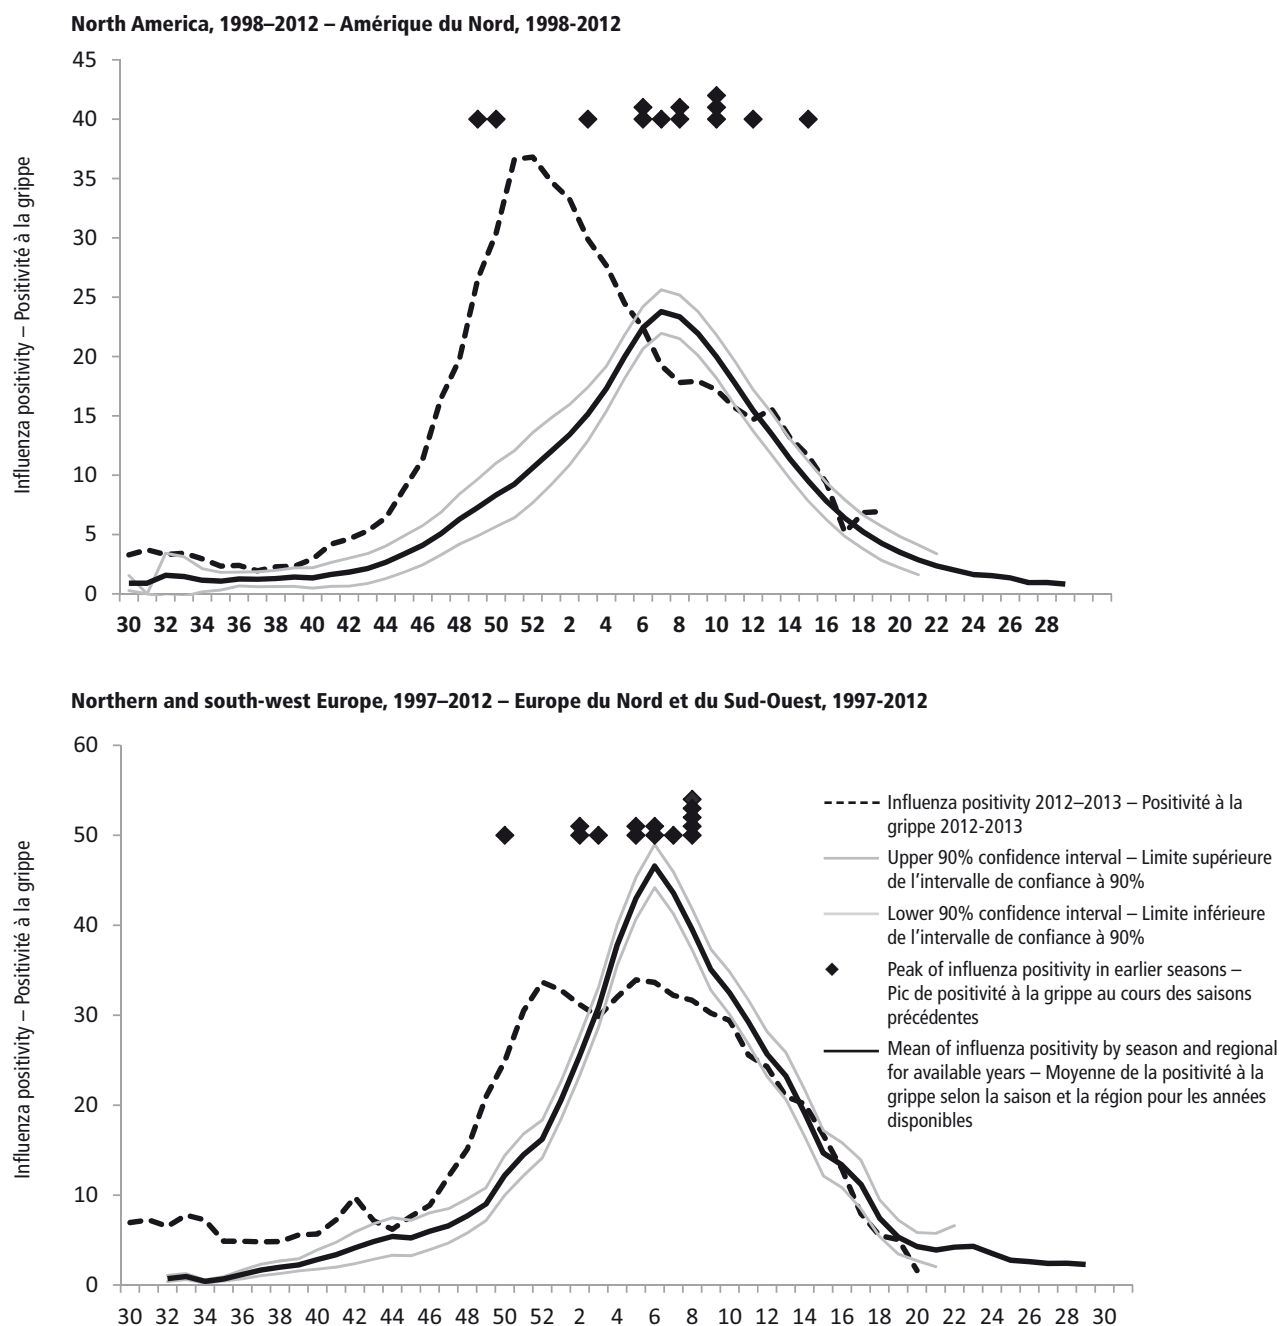 North America, 1998–2012 – Amérique du Nord, 1998-2012
45
40
35
30
25
20
15
10
5
0
Influenza positivity – Positivité à la grippe
30 32 34 36 38 40 42 44 46 48 50 52 2 4 6 8 10 12 14 16 18 20 22 24 26 28
Northern and south-west Europe, 1997–2012 – Europe du Nord et du Sud-Ouest, 1997-2012
60
50
40
30
20
10
0
Influenza positivity – Positivité à la grippe
Influenza positivity 2012–2013 – Positivité à la
grippe 2012-2013
Upper 90% confidence interval – Limite supérieure
de l'intervalle de confiance à 90%
Lower 90% confidence interval – Limite inférieure
de l'intervalle de confiance à 90%
Peak of influenza positivity in earlier seasons –
Pic de positivité à la grippe au cours des saisons
précédentes
Mean of influenza positivity by season and regional
for available years – Moyenne de la positivité à la
grippe selon la saison et la région pour les années
disponibles
30 32 34 36 38 40 42 44 46 48 50 52 2 4 6 8 10 12 14 16 18 20 22 24 26 28 30